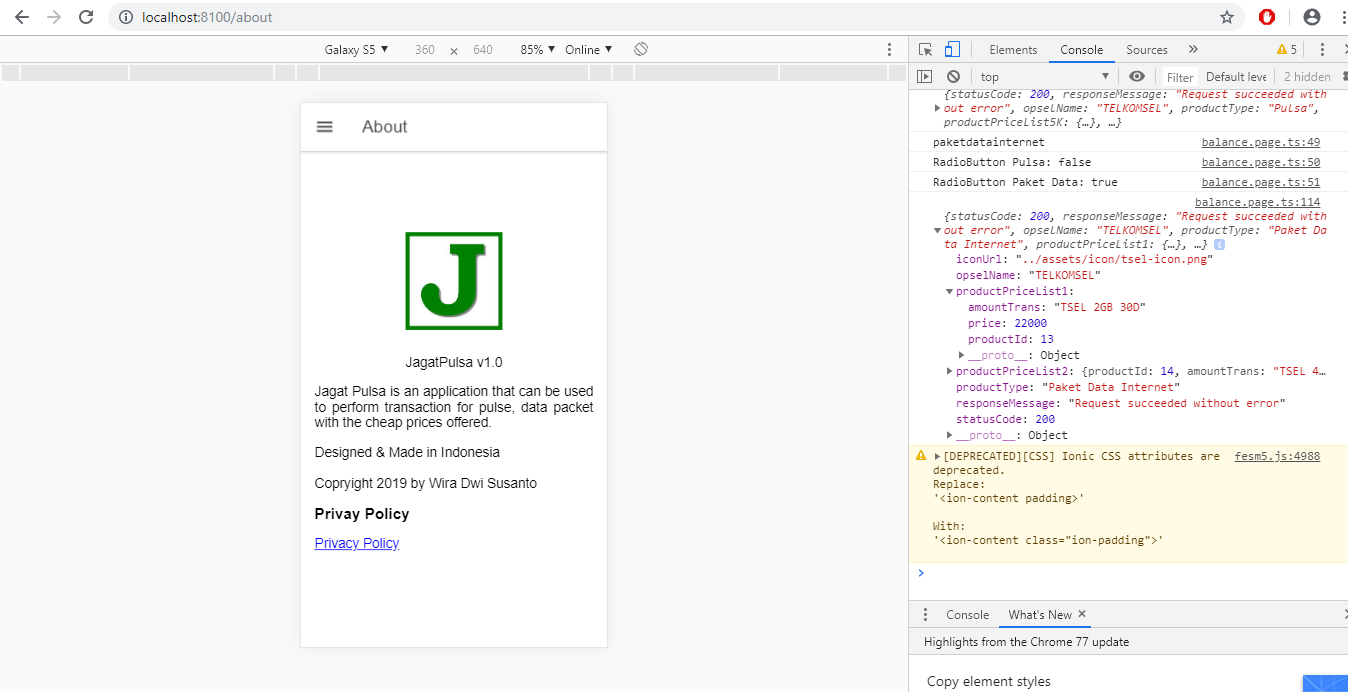 localhost:8100/about
Galaxy S5 ▼ 360 × 640 85% ▼ Online ▼
Elements Console Sources » 5
top ▼ Filter Default leve 2 hidden
About
J
JagatPulsa v1.0
Jagat Pulsa is an application that can be used
to perform transaction for pulse, data packet
with the cheap prices offered.
Designed & Made in Indonesia
Copryight 2019 by Wira Dwi Susanto
Privay Policy
Privacy Policy
{statusCode: 200, responseMessage: "Request succeeded with
out error", opselName: "TELKOMSEL", productType: "Pulsa",
productPriceList5K: {…}, …}
paketdatainternet balance.page.ts:49
RadioButton Pulsa: false balance.page.ts:50
RadioButton Paket Data: true balance.page.ts:51
balance.page.ts:114
{statusCode: 200, responseMessage: "Request succeeded with
out error", opselName: "TELKOMSEL", productType: "Paket Da
ta Internet", productPriceList1: {…}, …} i
iconUrl: "../assets/icon/tsel-icon.png"
opselName: "TELKOMSEL"
productPriceList1:
amountTrans: "TSEL 2GB 30D"
price: 22000
productId: 13
__proto__: Object
productPriceList2: {productId: 14, amountTrans: "TSEL 4…
productType: "Paket Data Internet"
responseMessage: "Request succeeded without error"
statusCode: 200
__proto__: Object
[DEPRECATED][CSS] Ionic CSS attributes are fesm5.js:4988
deprecated.
Replace:
'<ion-content padding>'
With:
'<ion-content class="ion-padding">'
Console What's New ×
Highlights from the Chrome 77 update
Copy element styles